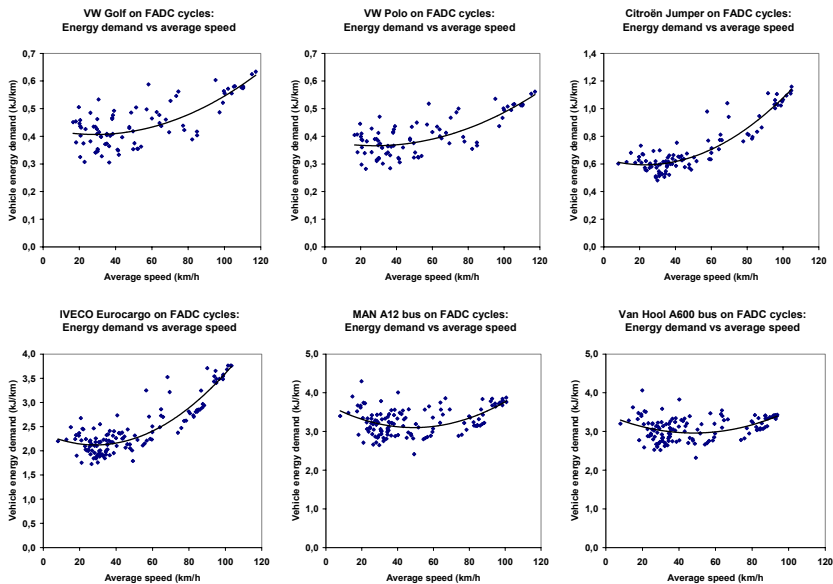 VW Golf on FADC cycles:
Energy demand vs average speed
Vehicle energy demand (kJ/km)
0,7
0,6
0,5
0,4
0,3
0,2
0,1
0,0
0 20 40 60 80 100 120
Average speed (km/h
VW Polo on FADC cycles:
Energy demand vs average speed
Vehicle energy demand (kJ/km)
0,7
0,6
0,5
0,4
0,3
0,2
0,1
0,0
0 20 40 60 80 100 120
Average speed (km/h
Citroën Jumper on FADC cycles:
Energy demand vs average speed
Vehicle energy demand (kJ/km)
1,4
1,2
1,0
0,8
0,6
0,4
0,2
0,0
0 20 40 60 80 100 120
Average speed (km/h
IVECO Eurocargo on FADC cycles:
Energy demand vs average speed
Vehicle energy demand (kJ/km)
4,0
3,5
3,0
2,5
2,0
1,5
1,0
0,5
0,0
0 20 40 60 80 100 120
Average speed (km/h
MAN A12 bus on FADC cycles:
Energy demand vs average speed
Vehicle energy demand (kJ/km)
5,0
4,0
3,0
2,0
1,0
0,0
0 20 40 60 80 100 120
Average speed (km/h
Van Hool A600 bus on FADC cycles:
Energy demand vs average speed
Vehicle energy demand (kJ/km)
5,0
4,0
3,0
2,0
1,0
0,0
0 20 40 60 80 100 120
Average speed (km/h